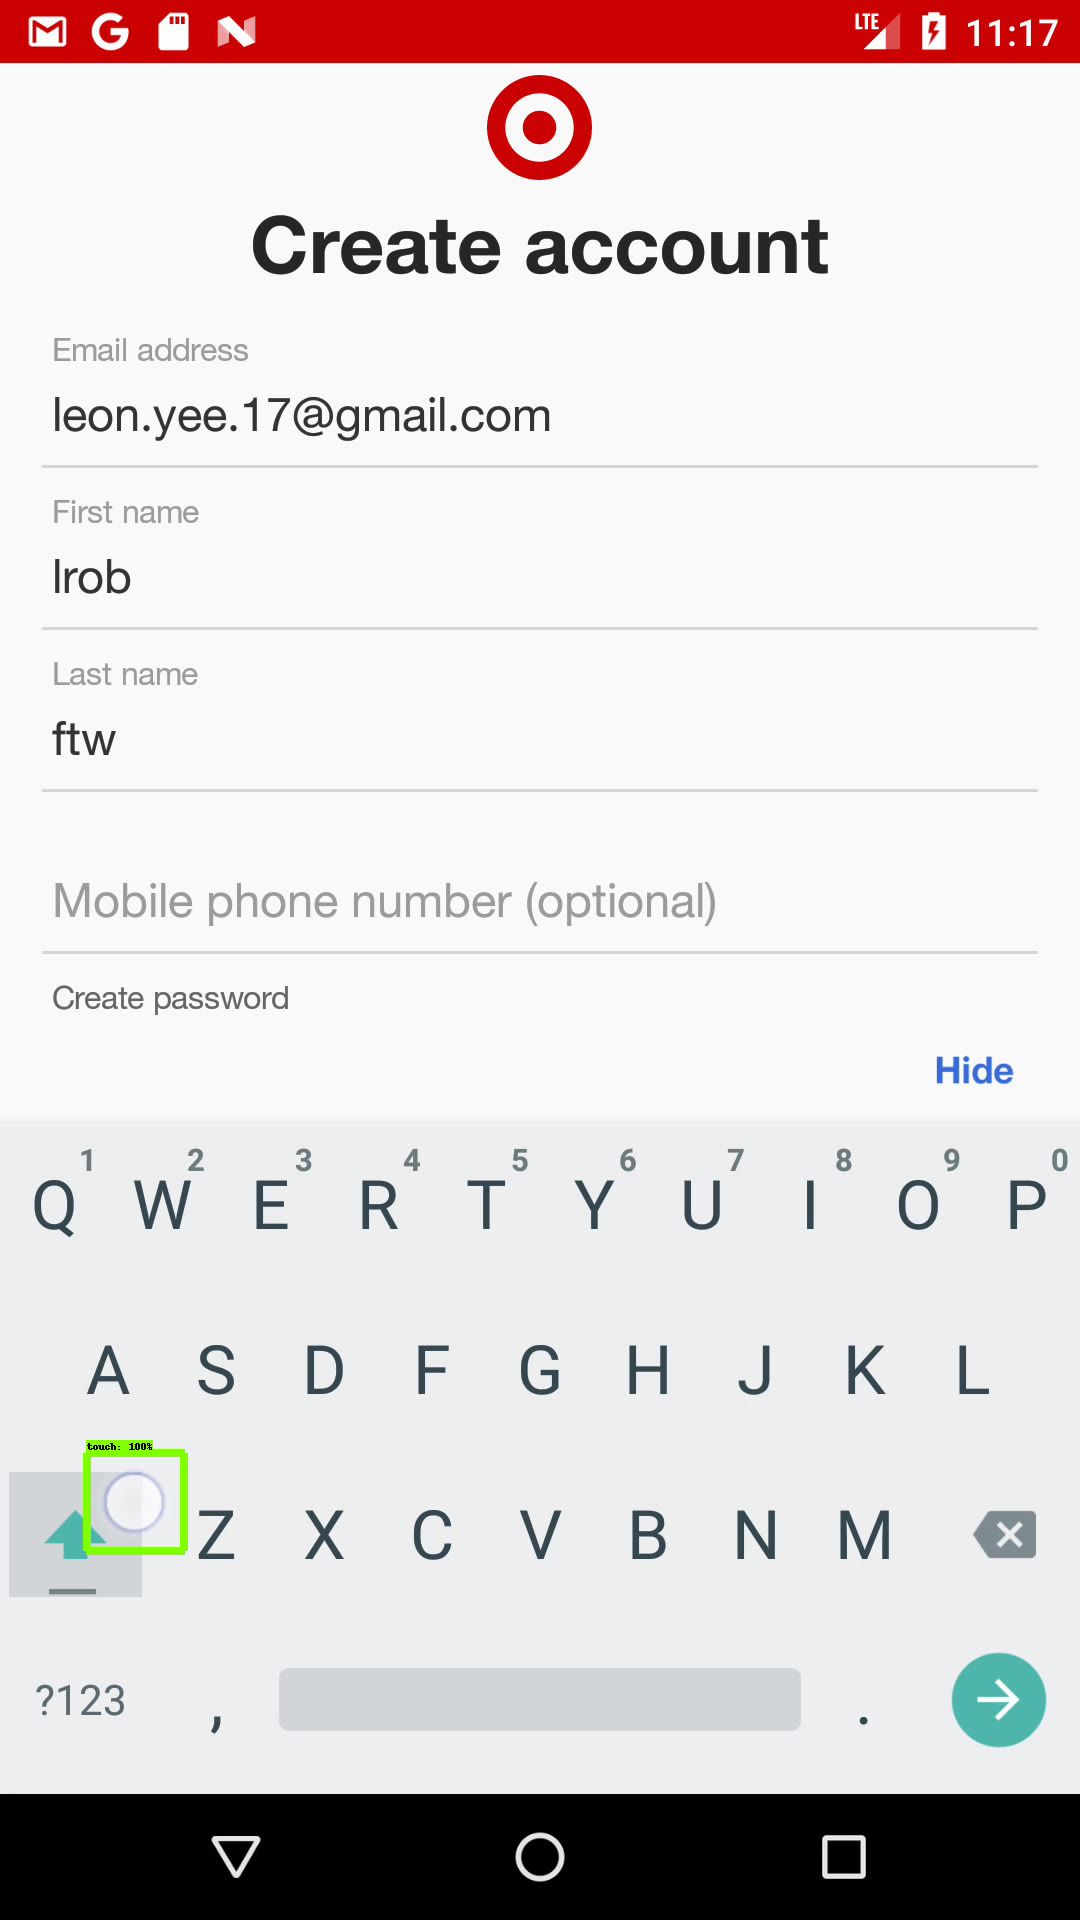 LTE 11:17
Create account
Email address
leon.yee.17@gmail.com
First name
lrob
Last name
ftw
Mobile phone number (optional)
Create password
Hide
1 2 3 4 5 6 7 8 9 0
Q W E R T Y U I O P
A S D F G H J K L
touch: 100%
Z X C V B N M
?123 , .